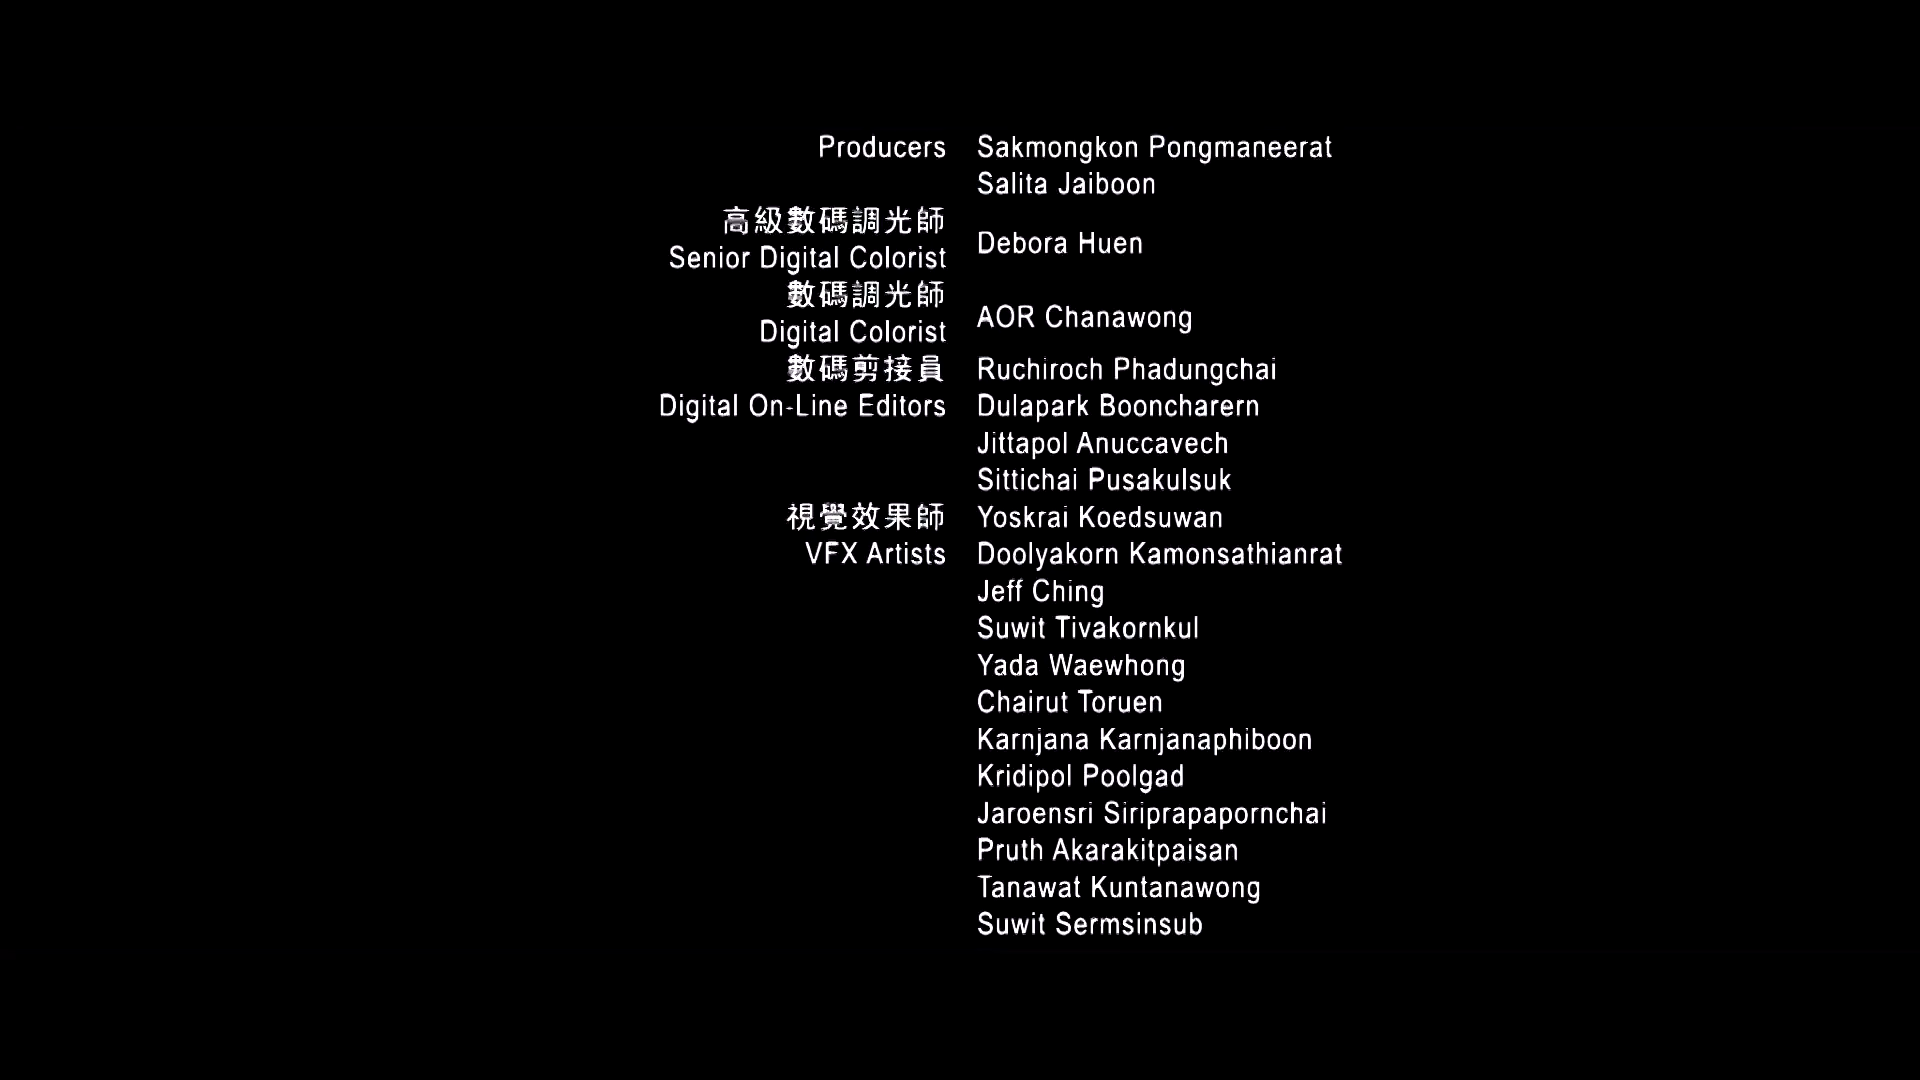 Producers Sakmongkon Pongmaneerat
Salita Jaiboon
高級數碼調光師
Senior Digital Colorist Debora Huen
數碼調光師
Digital Colorist AOR Chanawong
數碼剪接員 Ruchiroch Phadungchai
Digital On-Line Editors Dulapark Booncharern
Jittapol Anuccavech
Sittichai Pusakulsuk
視覺效果師 Yoskrai Koedsuwan
VFX Artists Doolyakorn Kamonsathianrat
Jeff Ching
Suwit Tivakornkul
Yada Waewhong
Chairut Toruen
Karnjana Karnjanaphiboon
Kridipol Poolgad
Jaroensri Siriprapapornchai
Pruth Akarakitpaisan
Tanawat Kuntanawong
Suwit Sermsinsub